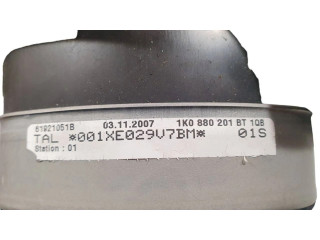 61921051B 03.11.2007 1K0 880 201 BT 1QB
TAL *001XE029V7BM* 01S
Station : 01